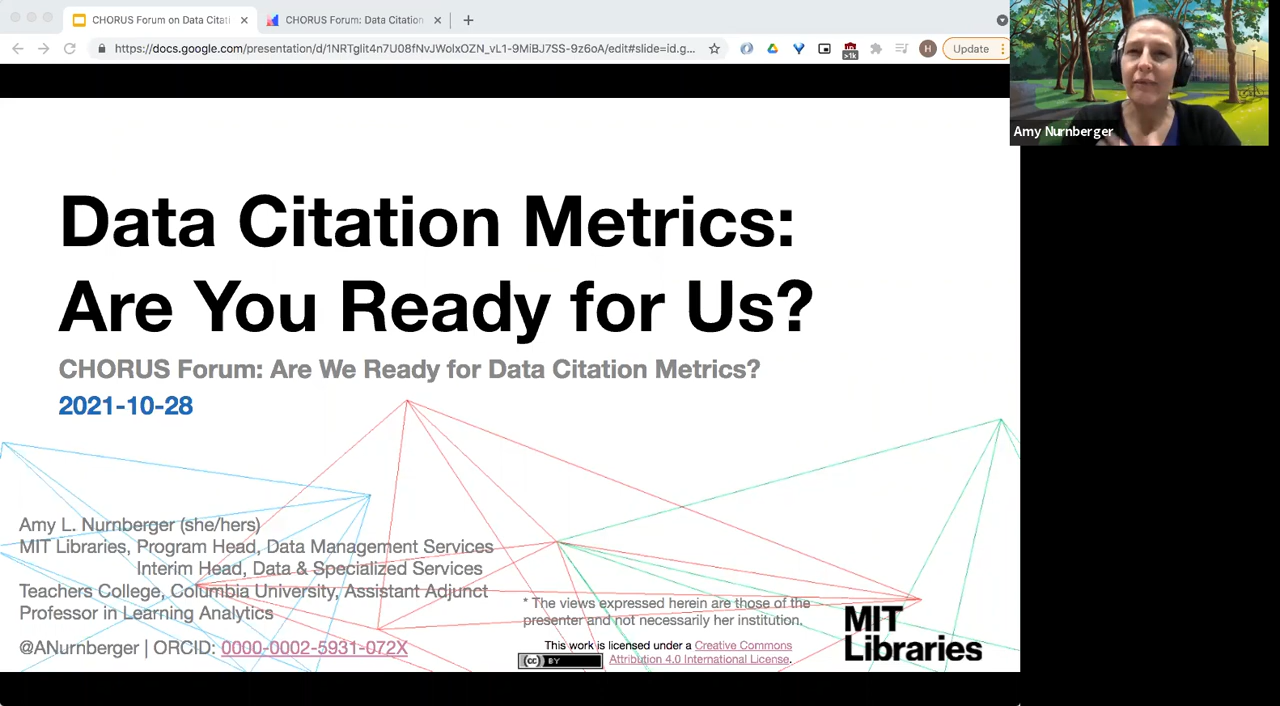 CHORUS Forum on Data Citati
CHORUS Forum: Data Citation
https://docs.google.com/presentation/d/1NRTglit4n7U08fNvJWolxOZN_vL1-9MiBJ7SS-9z6oA/edit#slide=id.g...
>1k
H
Update
Amy Nurnberger
Data Citation Metrics:
Are You Ready for Us?
CHORUS Forum: Are We Ready for Data Citation Metrics?
2021-10-28
Amy L. Nurnberger (she/hers)
MIT Libraries, Program Head, Data Management Services
Interim Head, Data & Specialized Services
Teachers College, Columbia University, Assistant Adjunct
Professor in Learning Analytics
@ANurnberger | ORCID: 0000-0002-5931-072X
* The views expressed herein are those of the
presenter and not necessarily her institution.
This work is licensed under a Creative Commons
Attribution 4.0 International License.
(cc) BY
MIT
Libraries